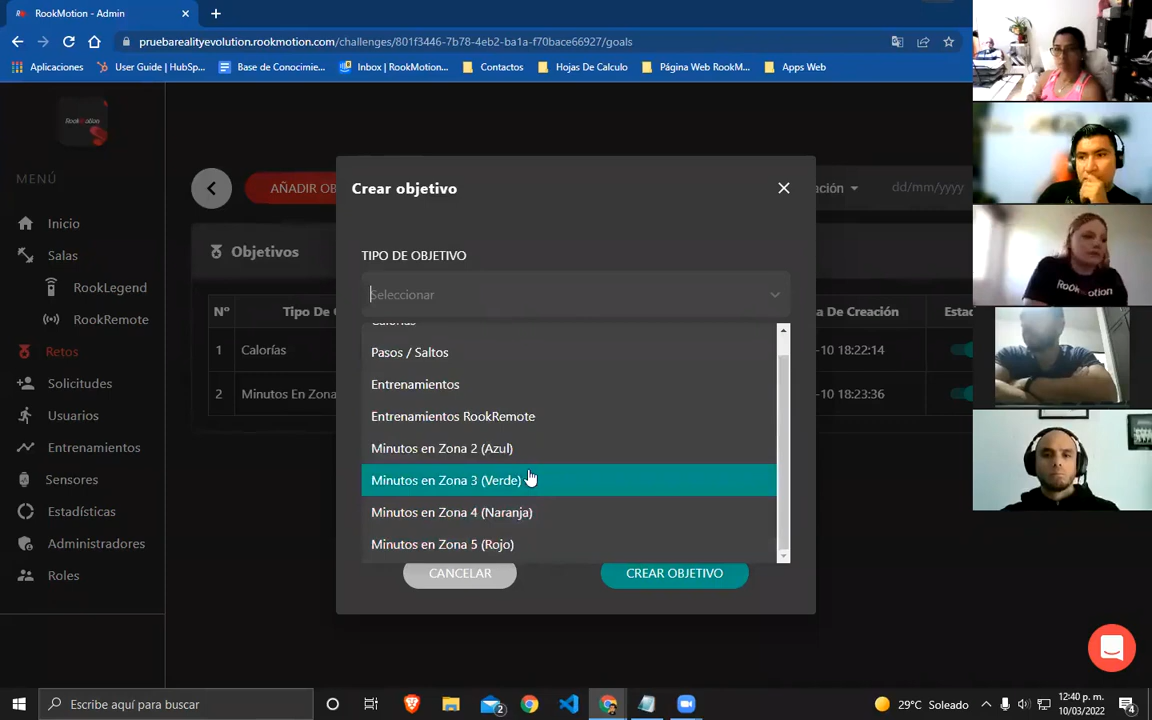 RookMotion - Admin
pruebarealityevolution.rookmotion.com/challenges/801f3446-7b78-4eb2-ba1a-f70bace66927/goals
Aplicaciones
User Guide | HubSp...
Base de Conocimie...
Inbox | RookMotion...
Contactos
Hojas De Calculo
Página Web RookM...
Apps Web
RookMotion
MENÚ
Inicio
Salas
RookLegend
RookRemote
Retos
Solicitudes
Usuarios
Entrenamientos
Sensores
Estadísticas
Administradores
Roles
AÑADIR OB
ación
dd/mm/yyyy
Objetivos
Nº
Tipo De O
a De Creación
Estad
1
Calorías
-10 18:22:14
2
Minutos En Zona
-10 18:23:36
Crear objetivo
TIPO DE OBJETIVO
Seleccionar
Calorías
Pasos / Saltos
Entrenamientos
Entrenamientos RookRemote
Minutos en Zona 2 (Azul)
Minutos en Zona 3 (Verde)
Minutos en Zona 4 (Naranja)
Minutos en Zona 5 (Rojo)
CANCELAR
CREAR OBJETIVO
RookMotion
Escribe aquí para buscar
2
29°C Soleado
12:40 p. m.
10/03/2022
4